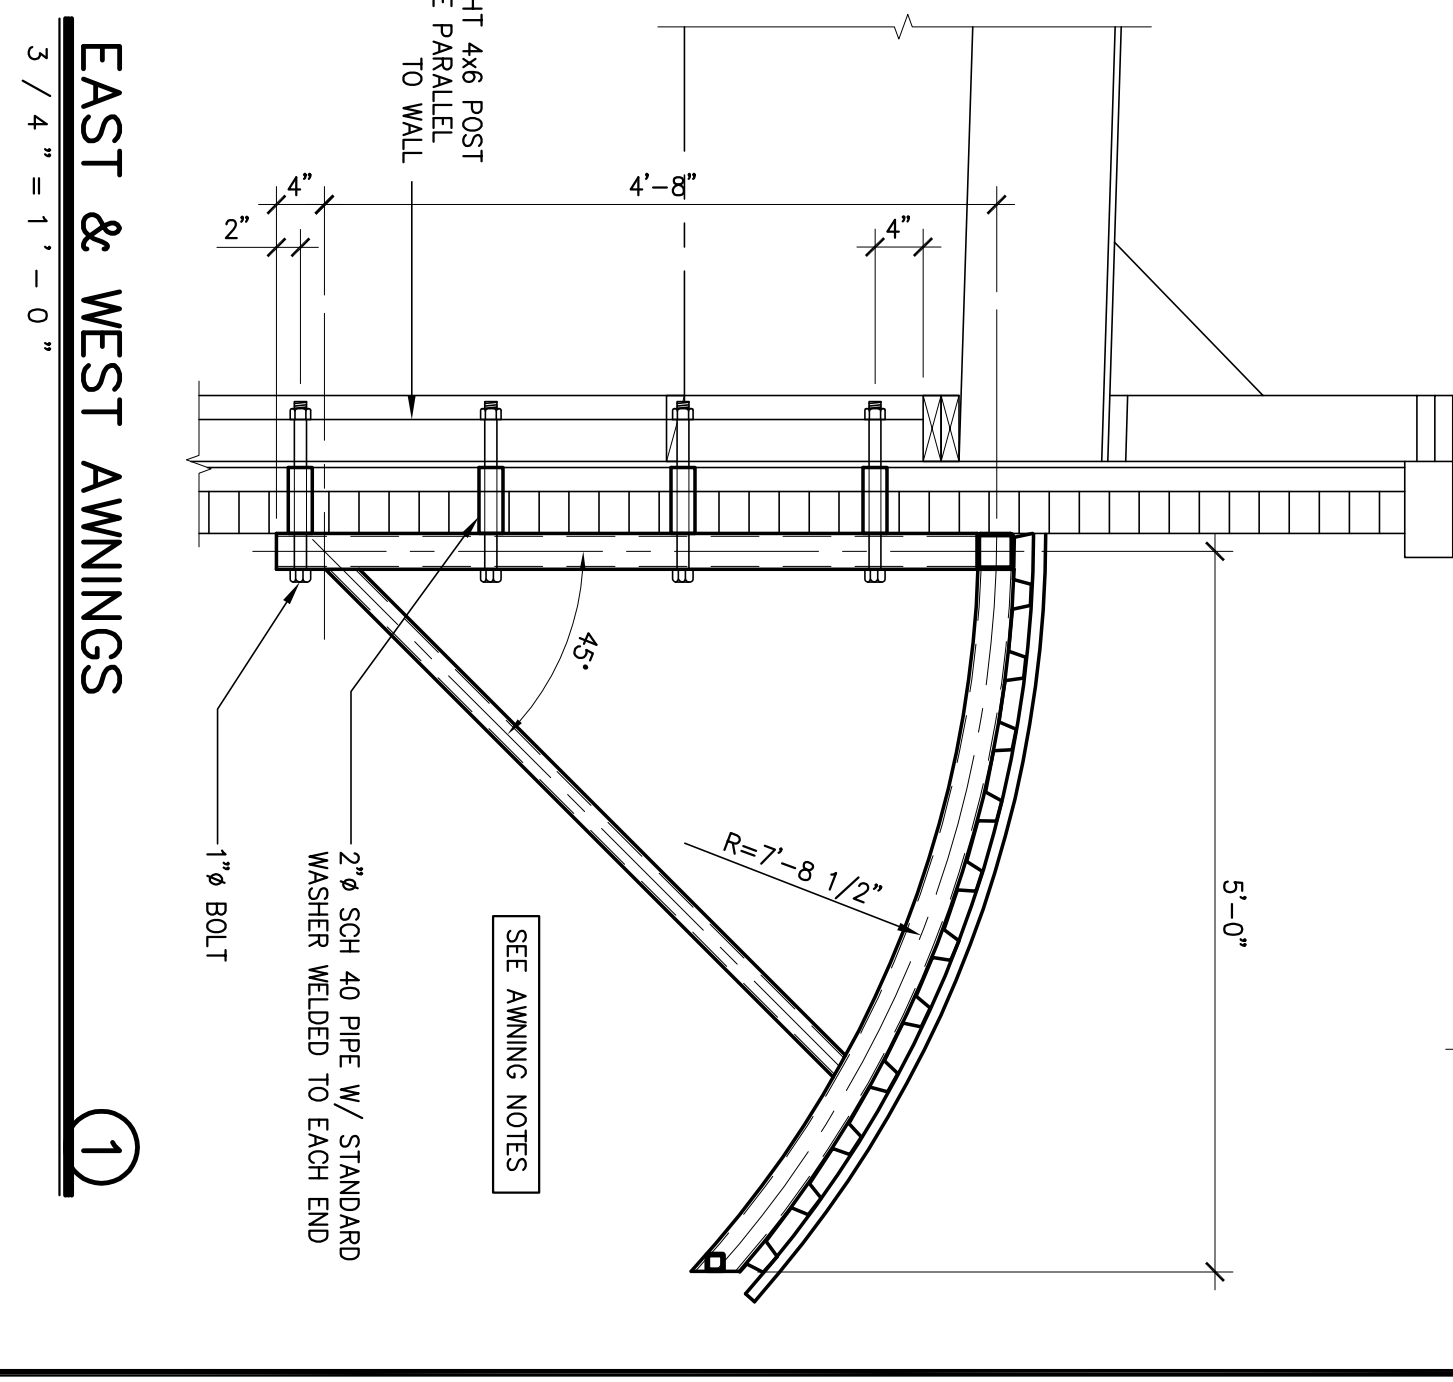 4x6 POST
PARALLEL
TO WALL
4"
4'-8"
2"
4"
45°
R=7'-8 1/2"
5'-0"
SEE AWNING NOTES
2"ø SCH 40 PIPE W/ STANDARD
WASHER WELDED TO EACH END
1"ø BOLT
EAST & WEST AWNINGS
3/4"=1'-0"
1